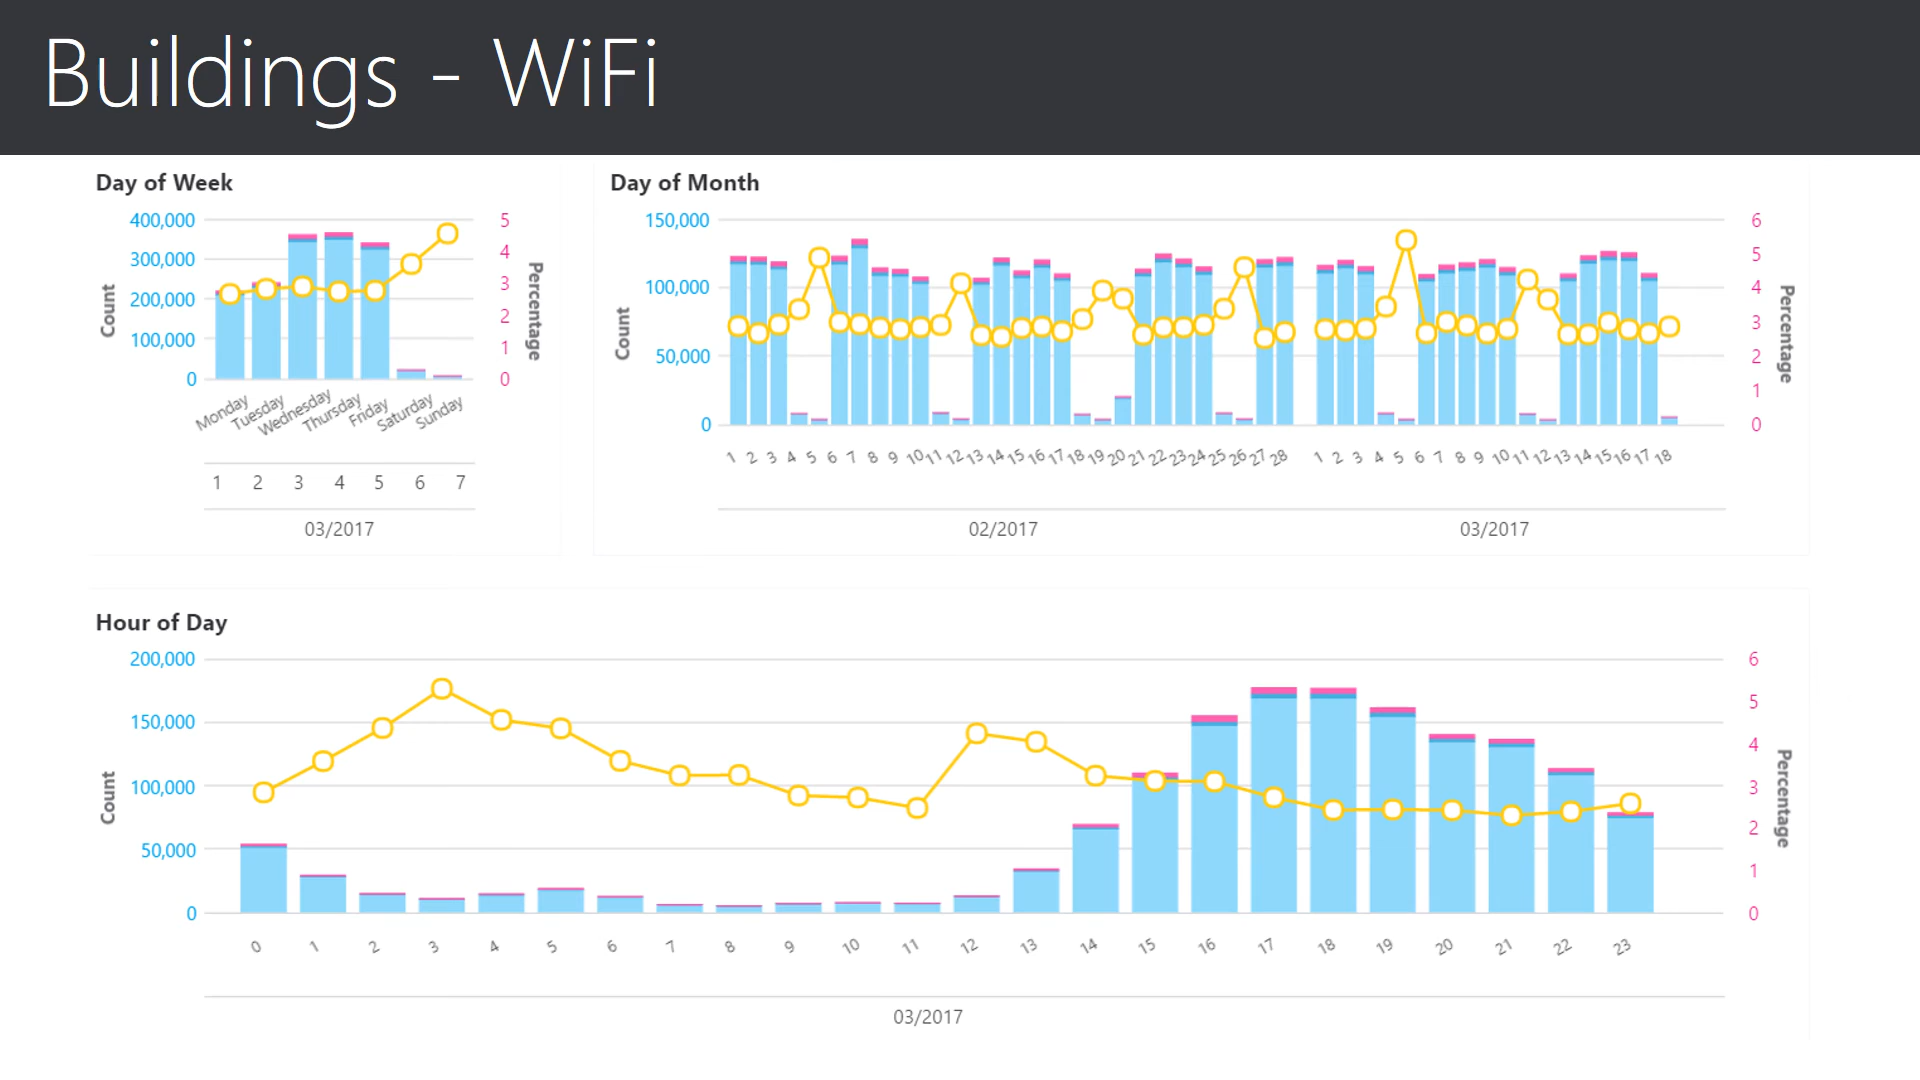 Buildings - WiFi
Day of Week
400,000
300,000
200,000
100,000
0
Count
5
4
3
2
1
0
Percentage
Monday Tuesday Wednesday Thursday Friday Saturday Sunday
1 2 3 4 5 6 7
03/2017
Day of Month
150,000
100,000
50,000
0
Count
6
5
4
3
2
1
0
Percentage
1 2 3 4 5 6 7 8 9 10 11 12 13 14 15 16 17 18 19 20 21 22 23 24 25 26 27 28 1 2 3 4 5 6 7 8 9 10 11 12 13 14 15 16 17 18
02/2017 03/2017
Hour of Day
200,000
150,000
100,000
50,000
0
Count
6
5
4
3
2
1
0
Percentage
0 1 2 3 4 5 6 7 8 9 10 11 12 13 14 15 16 17 18 19 20 21 22 23
03/2017